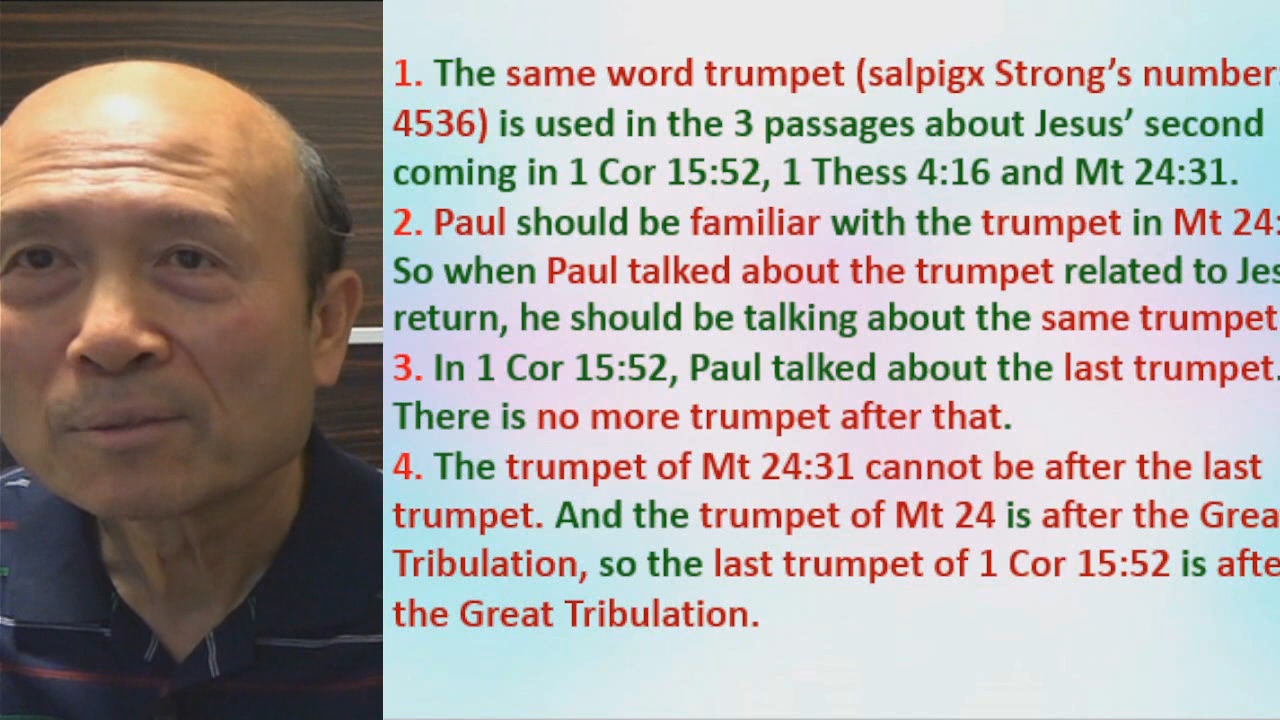 1. The same word trumpet (salpigx Strong’s number:
4536) is used in the 3 passages about Jesus’ second
coming in 1 Cor 15:52, 1 Thess 4:16 and Mt 24:31.
2. Paul should be familiar with the trumpet in Mt 24:
So when Paul talked about the trumpet related to Jes
return, he should be talking about the same trumpet
3. In 1 Cor 15:52, Paul talked about the last trumpet.
There is no more trumpet after that.
4. The trumpet of Mt 24:31 cannot be after the last
trumpet. And the trumpet of Mt 24 is after the Grea
Tribulation, so the last trumpet of 1 Cor 15:52 is afte
the Great Tribulation.